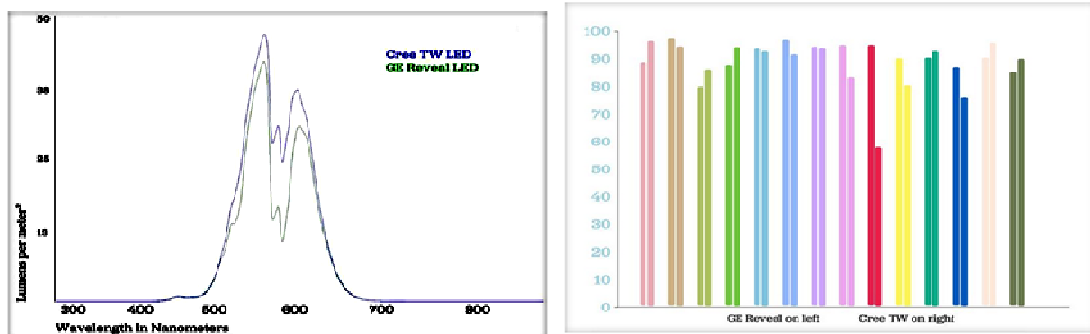 Cree TW LED
GE Reveal LED
Lumens per meter²
25
400 500 600 700 800
Wavelength in Nanometers
100
90
80
70
60
50
40
30
20
10
0
GE Reveal on left Cree TW on right